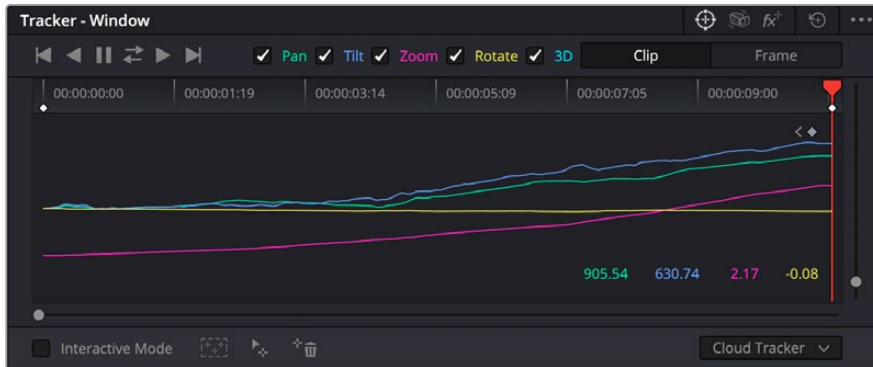 Tracker - Window fx
Pan Tilt Zoom Rotate 3D Clip Frame
00:00:00:00 00:00:01:19 00:00:03:14 00:00:05:09 00:00:07:05 00:00:09:00
905.54 630.74 2.17 -0.08
Interactive Mode Cloud Tracker